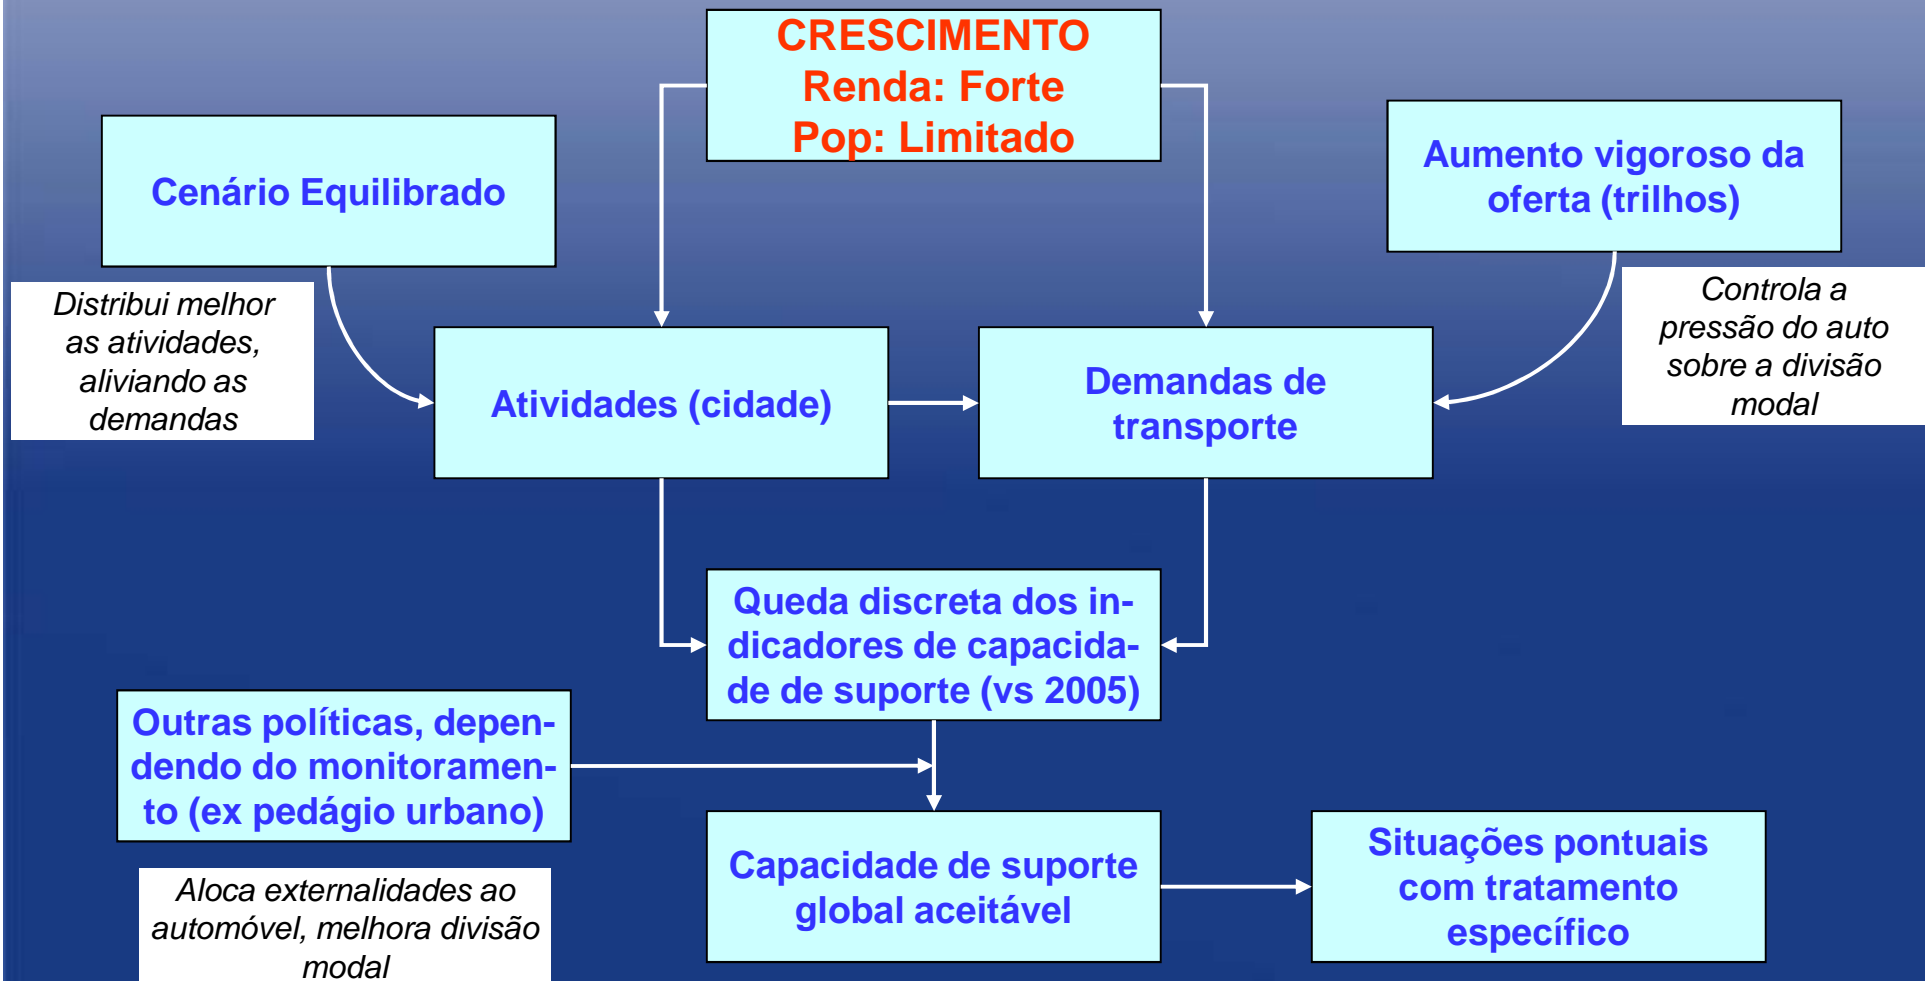 CRESCIMENTO
Renda: Forte
Pop: Limitado
Cenário Equilibrado
Aumento vigoroso da
oferta (trilhos)
Distribui melhor
as atividades,
aliviando as
demandas
Controla a
pressão do auto
sobre a divisão
modal
Atividades (cidade)
Demandas de
transporte
Queda discreta dos in-
dicadores de capacida-
de de suporte (vs 2005)
Outras políticas, depen-
dendo do monitoramen-
to (ex pedágio urbano)
Aloca externalidades ao
automóvel, melhora divisão
modal
Capacidade de suporte
global aceitável
Situações pontuais
com tratamento
específico